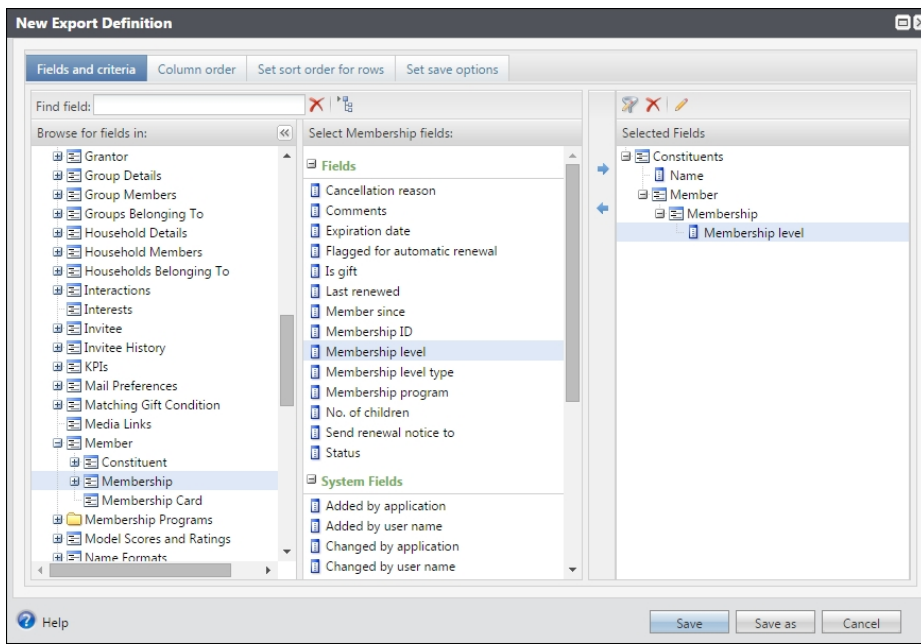 New Export Definition
Fields and criteria
Column order
Set sort order for rows
Set save options
Find field:
Browse for fields in:
Grantor
Group Details
Group Members
Groups Belonging To
Household Details
Household Members
Households Belonging To
Interactions
Interests
Invitee
Invitee History
KPIs
Mail Preferences
Matching Gift Condition
Media Links
Member
Constituent
Membership
Membership Card
Membership Programs
Model Scores and Ratings
Name Formats
Select Membership fields:
Fields
Cancellation reason
Comments
Expiration date
Flagged for automatic renewal
Is gift
Last renewed
Member since
Membership ID
Membership level
Membership level type
Membership program
No. of children
Send renewal notice to
Status
System Fields
Added by application
Added by user name
Changed by application
Changed by user name
Selected Fields
Constituents
Name
Member
Membership
Membership level
Help
Save
Save as
Cancel